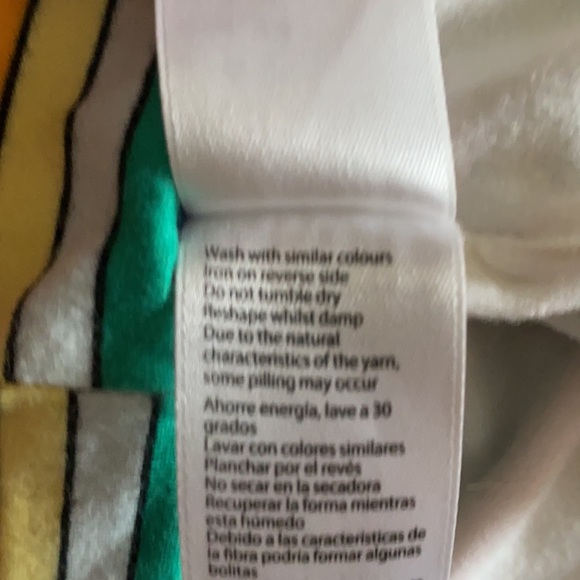 Wash with similar colours
Iron on reverse side
Do not tumble dry
Reshape whilst damp
Due to the natural
characteristics of the yarn,
some pilling may occur
Ahorre energía, lave a 30
grados
Lavar con colores similares
Planchar por el revés
No secar en la secadora
Recuperar la forma mientras
esta húmedo
Debido a las características de
la fibra podría formar algunas
bolitas